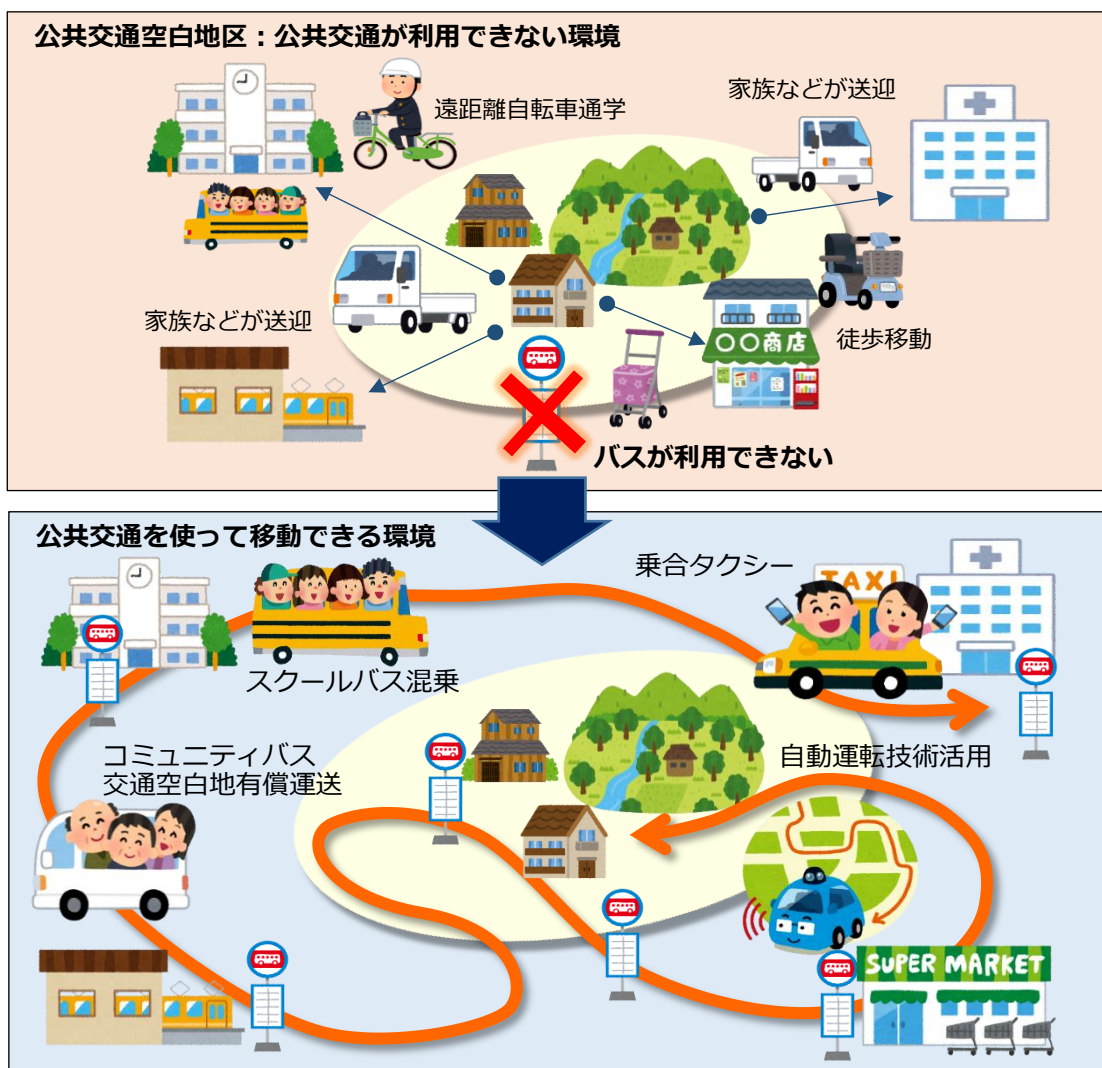 公共交通空白地区：公共交通が利用できない環境
遠距離自転車通学
家族などが送迎
家族などが送迎
〇〇商店
徒歩移動
バスが利用できない
公共交通を使って移動できる環境
乗合タクシー
TAXI
スクールバス混乗
コミュニティバス
交通空白地有償運送
自動運転技術活用
SUPER MARKET